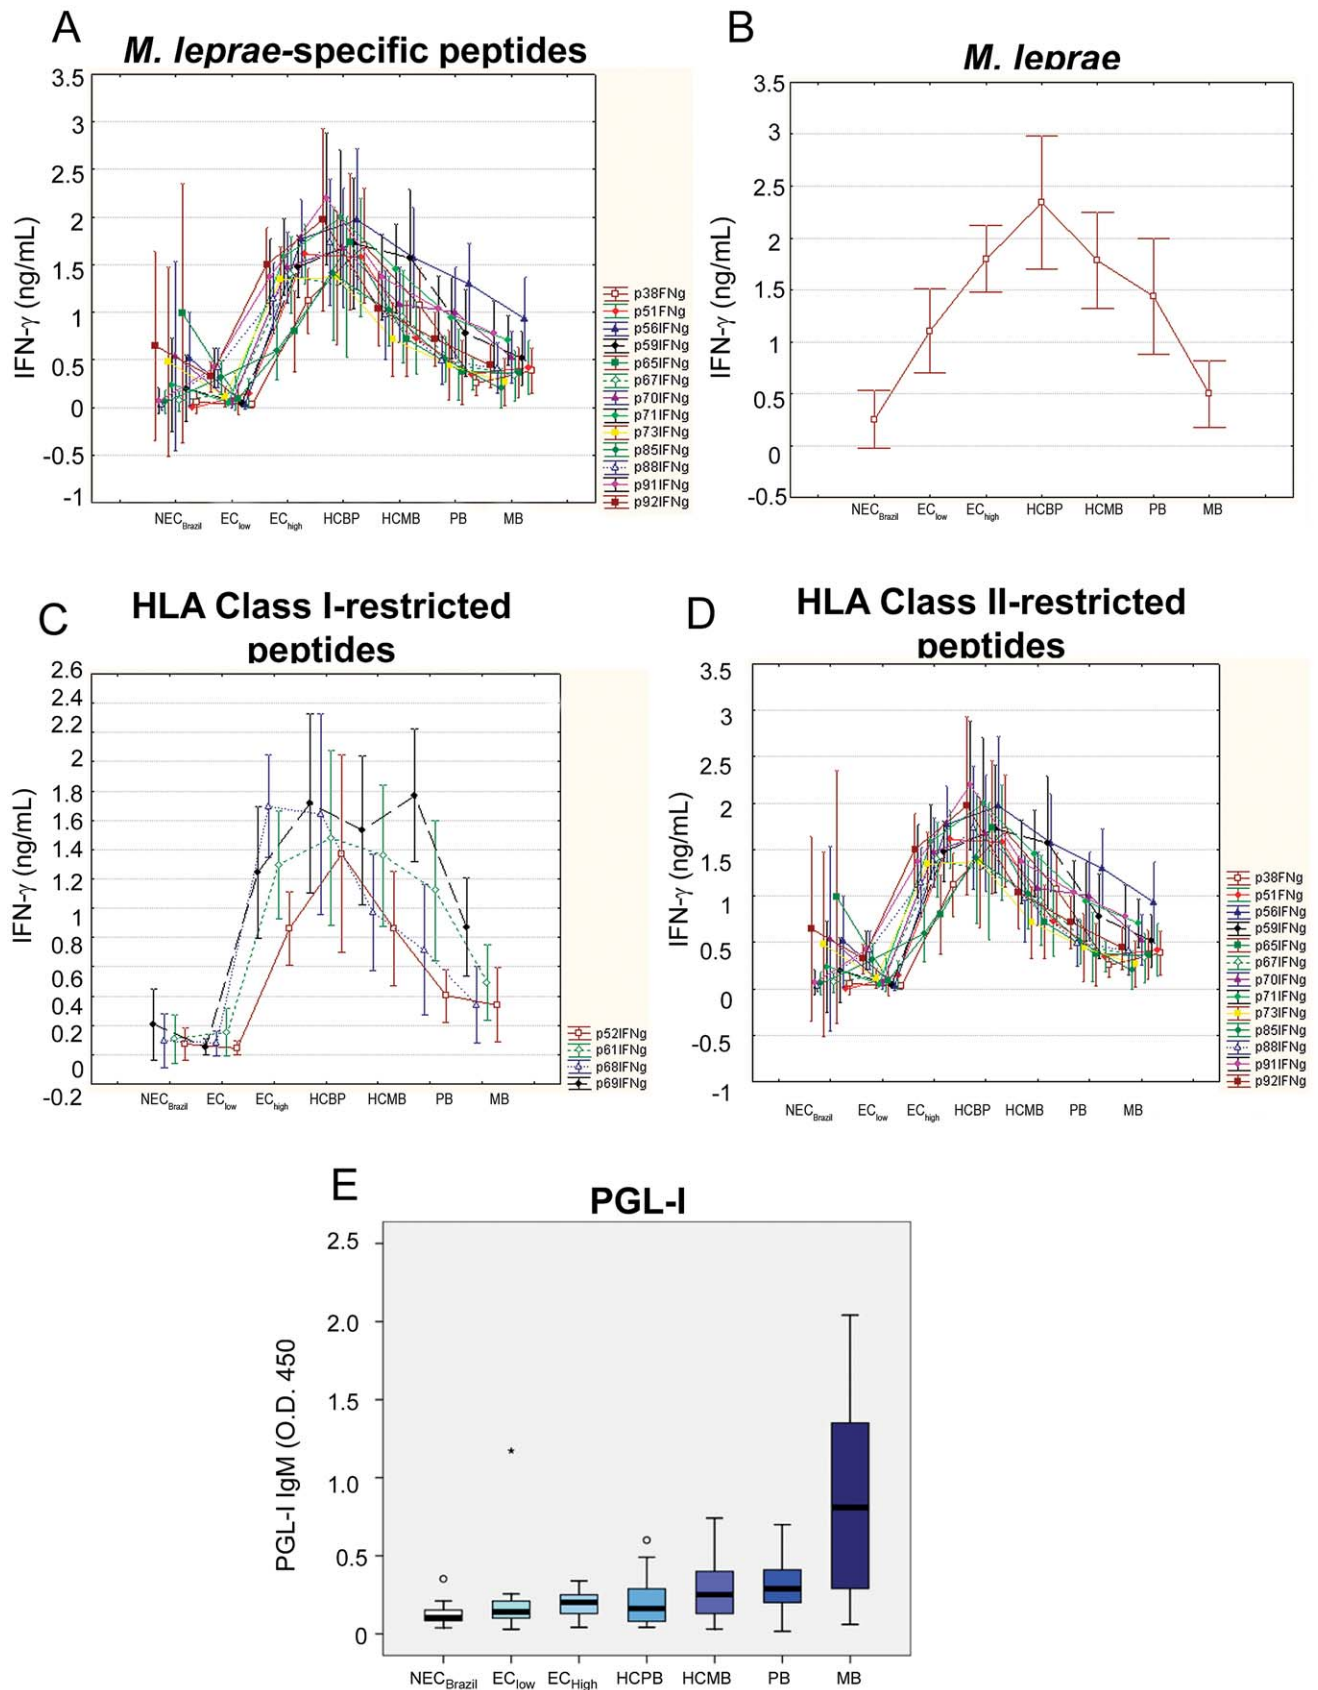 A
M. leprae-specific peptides
3.5
3
2.5
2
1.5
1
0.5
0
-0.5
-1
IFN-γ (ng/mL)
NECBrazil EClow EChigh HCBP HCMB PB MB
p38FNg
p51FNg
p56IFNg
p59IFNg
p65IFNg
p67IFNg
p70IFNg
p71IFNg
p73IFNg
p85IFNg
p88IFNg
p91IFNg
p92IFNg
B
M. leprae
3.5
3
2.5
2
1.5
1
0.5
0
-0.5
IFN-γ (ng/mL)
NECBrazil EClow EChigh HCBP HCMB PB MB
C
HLA Class I-restricted
peptides
2.6
2.4
2.2
2
1.8
1.6
1.4
1.2
1
0.8
0.6
0.4
0.2
0
-0.2
IFN-γ (ng/mL)
NECBrazil EClow EChigh HCBP HCMB PB MB
p52IFNg
p61IFNg
p68IFNg
p69IFNg
D
HLA Class II-restricted
peptides
3.5
3
2.5
2
1.5
1
0.5
0
-0.5
-1
IFN-γ (ng/mL)
NECBrazil EClow EChigh HCBP HCMB PB MB
p38FNg
p51FNg
p56IFNg
p59IFNg
p65IFNg
p67IFNg
p70IFNg
p71IFNg
p73IFNg
p85IFNg
p88IFNg
p91IFNg
p92IFNg
E
PGL-I
2.5
2.0
1.5
1.0
0.5
0
PGL-I IgM (O.D. 450
NECBrazil EClow ECHigh HCPB HCMB PB MB